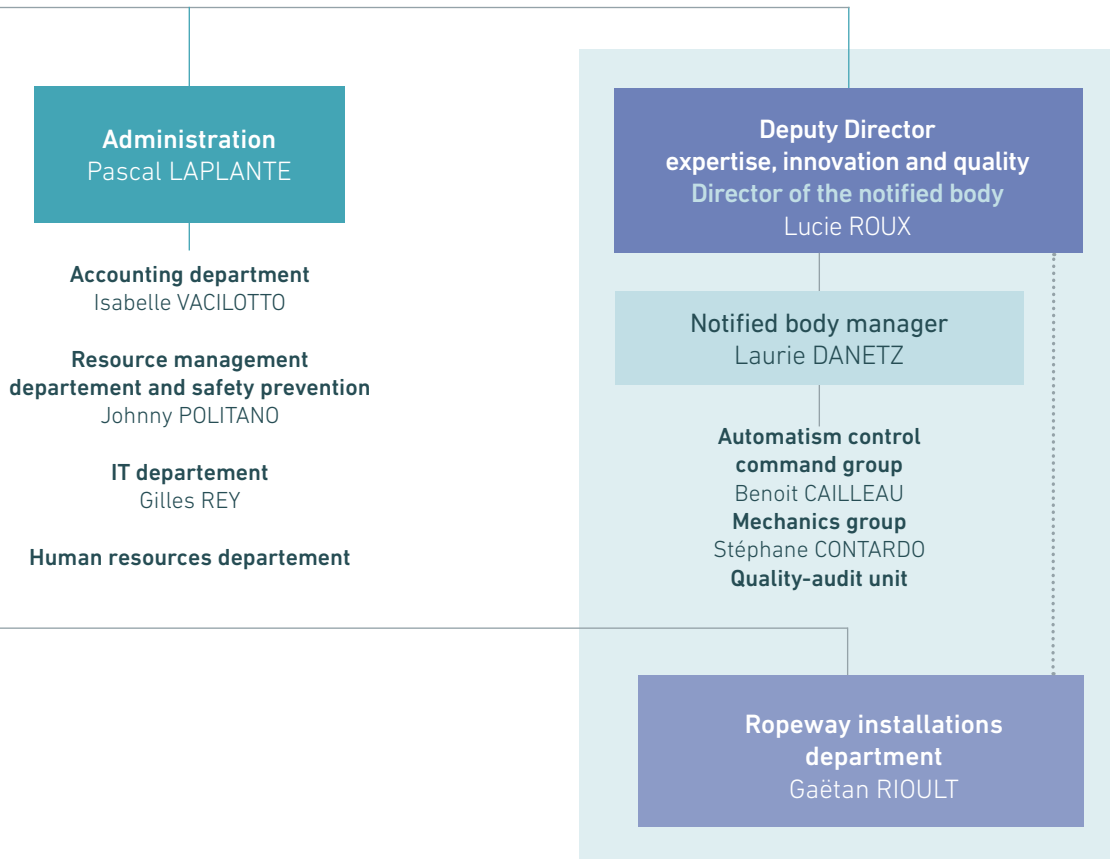 Administration
Pascal LAPLANTE
Accounting department
Isabelle VACILOTTO
Resource management
departement and safety prevention
Johnny POLITANO
IT departement
Gilles REY
Human resources departement
Deputy Director
expertise, innovation and quality
Director of the notified body
Lucie ROUX
Notified body manager
Laurie DANETZ
Automatism control
command group
Benoit CAILLEAU
Mechanics group
Stéphane CONTARDO
Quality-audit unit
Ropeway installations
department
Gaëtan RIOULT